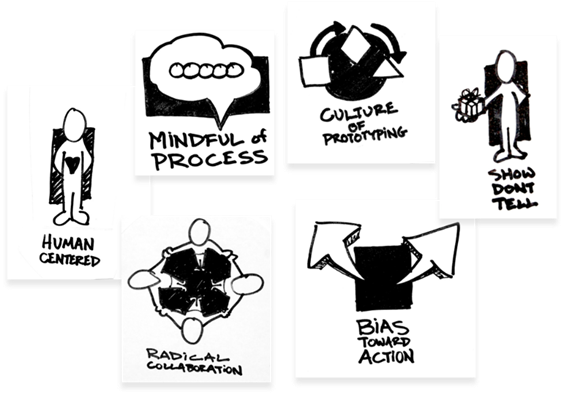 MINDFUL of
PROCESS
CULTURE
OF
PROTOTYPING
SHOW
DONT
TELL
HUMAN
CENTERED
RADICAL
COLLABORATION
BIAS
TOWARD
ACTION